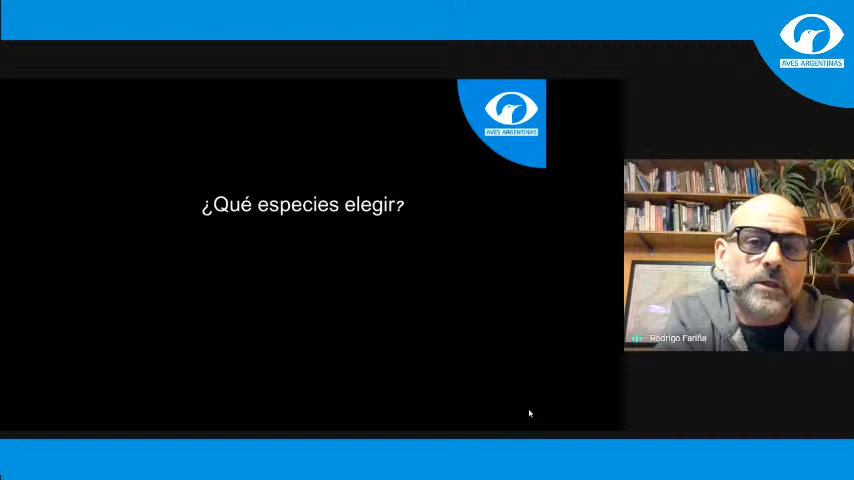 AVES ARGENTINAS
AVES ARGENTINAS
¿Qué especies elegir?
Rodrigo Fariña